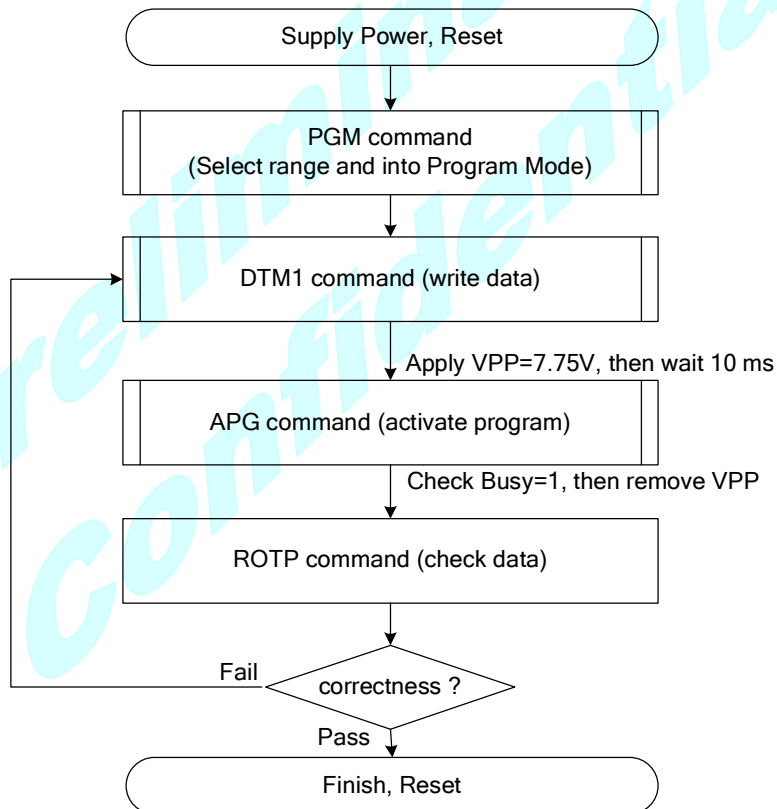 Supply Power, Reset
PGM command
(Select range and into Program Mode)
DTM1 command (write data)
Apply VPP=7.75V, then wait 10 ms
APG command (activate program)
Check Busy=1, then remove VPP
ROTP command (check data)
Fail
correctness ?
Pass
Finish, Reset